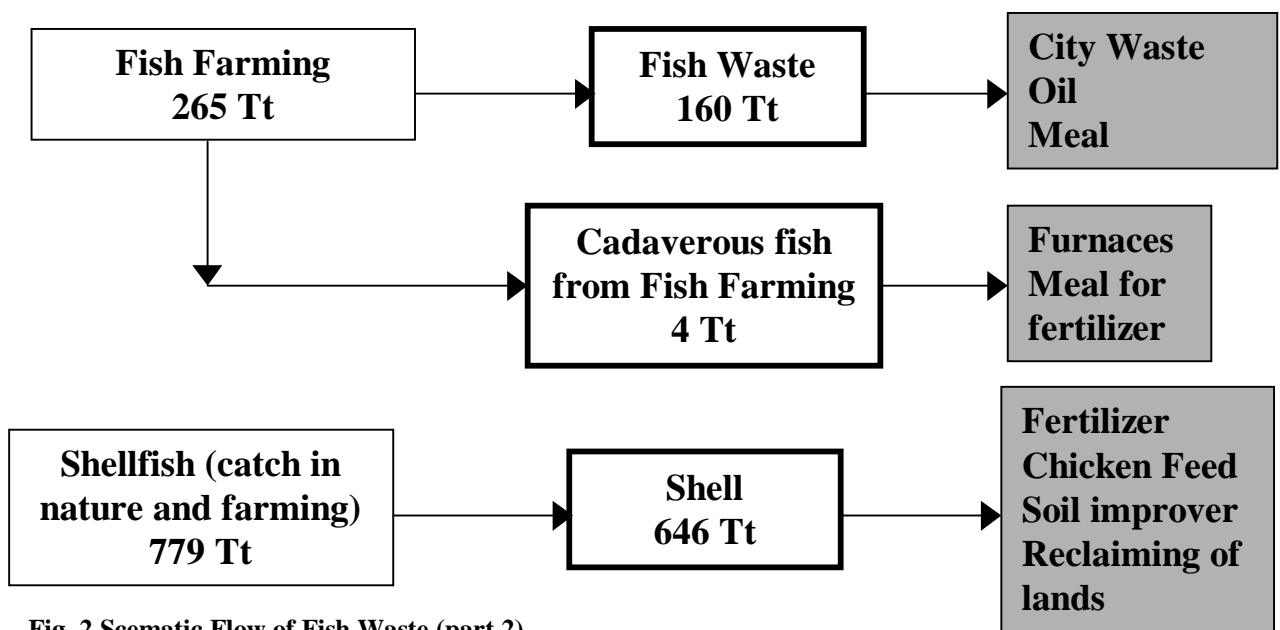 Fish Farming
265 Tt
Fish Waste
160 Tt
City Waste
Oil
Meal
Cadaverous fish
from Fish Farming
4 Tt
Furnaces
Meal for
fertilizer
Shellfish (catch in
nature and farming)
779 Tt
Shell
646 Tt
Fertilizer
Chicken Feed
Soil improver
Reclaiming of
lands
Fig. 2 Scematic Flow of Fish Waste (part 2)